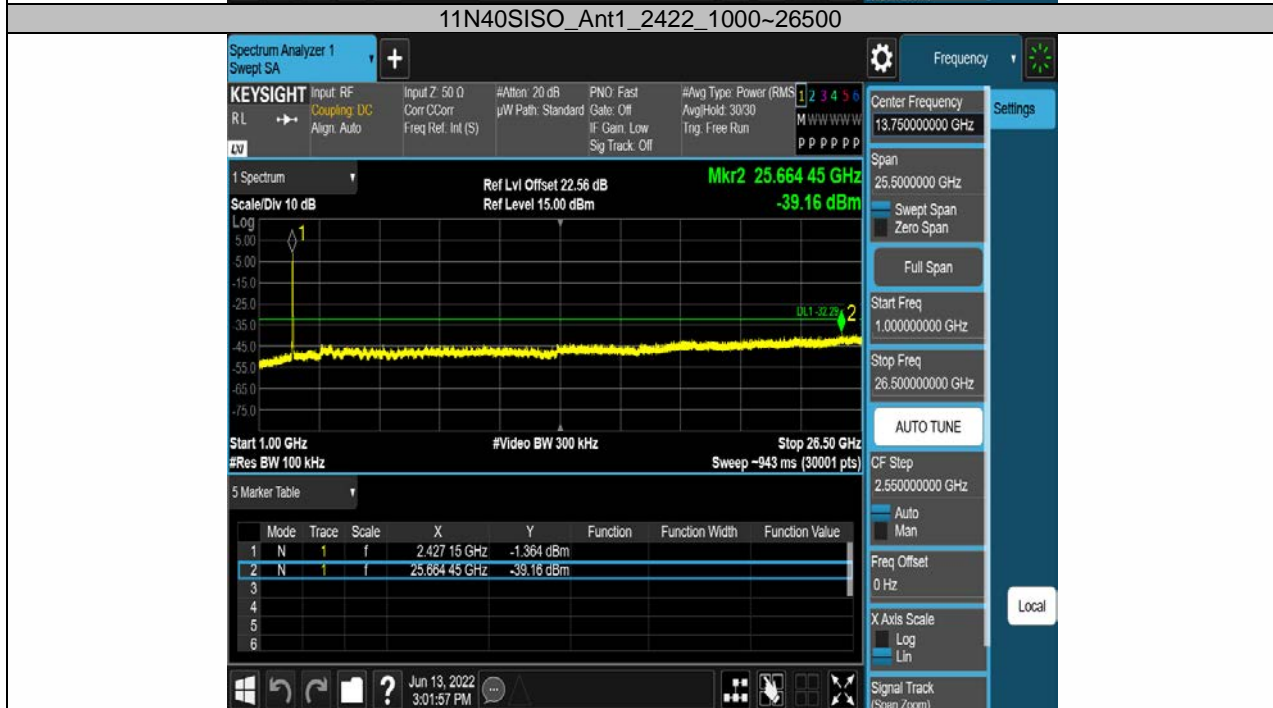 11N40SISO_Ant1_2422_1000~26500
Spectrum Analyzer 1
Swept SA
+
Frequency
KEYSIGHT
RL
LXI
Input: RF
Coupling: DC
Align: Auto
Input Z: 50 Ω
Corr CCorr
Freq Ref: Int (S)
#Atten: 20 dB
µW Path: Standard
PNO: Fast
Gate: Off
IF Gain: Low
Sig Track: Off
#Avg Type: Power (RMS
Avg|Hold: 30/30
Trig: Free Run
1 2 3 4 5 6
M W W W W W
P P P P P P
1 Spectrum
Scale/Div 10 dB
Ref Lvl Offset 22.56 dB
Ref Level 15.00 dBm
Mkr2 25.664 45 GHz
-39.16 dBm
Log
5.00
-5.00
-15.0
-25.0
-35.0
-45.0
-55.0
-65.0
-75.0
1
DL1 -32.29
2
Start 1.00 GHz
#Res BW 100 kHz
#Video BW 300 kHz
Stop 26.50 GHz
Sweep ~943 ms (30001 pts)
5 Marker Table
Mode Trace Scale X Y Function Function Width Function Value
1 N 1 f 2.427 15 GHz -1.364 dBm
2 N 1 f 25.664 45 GHz -39.16 dBm
3
4
5
6
Jun 13, 2022
3:01:57 PM
Center Frequency
13.750000000 GHz
Settings
Span
25.5000000 GHz
Swept Span
Zero Span
Full Span
Start Freq
1.000000000 GHz
Stop Freq
26.500000000 GHz
AUTO TUNE
CF Step
2.550000000 GHz
Auto
Man
Freq Offset
0 Hz
X Axis Scale
Log
Lin
Local
Signal Track
(Span Zoom)